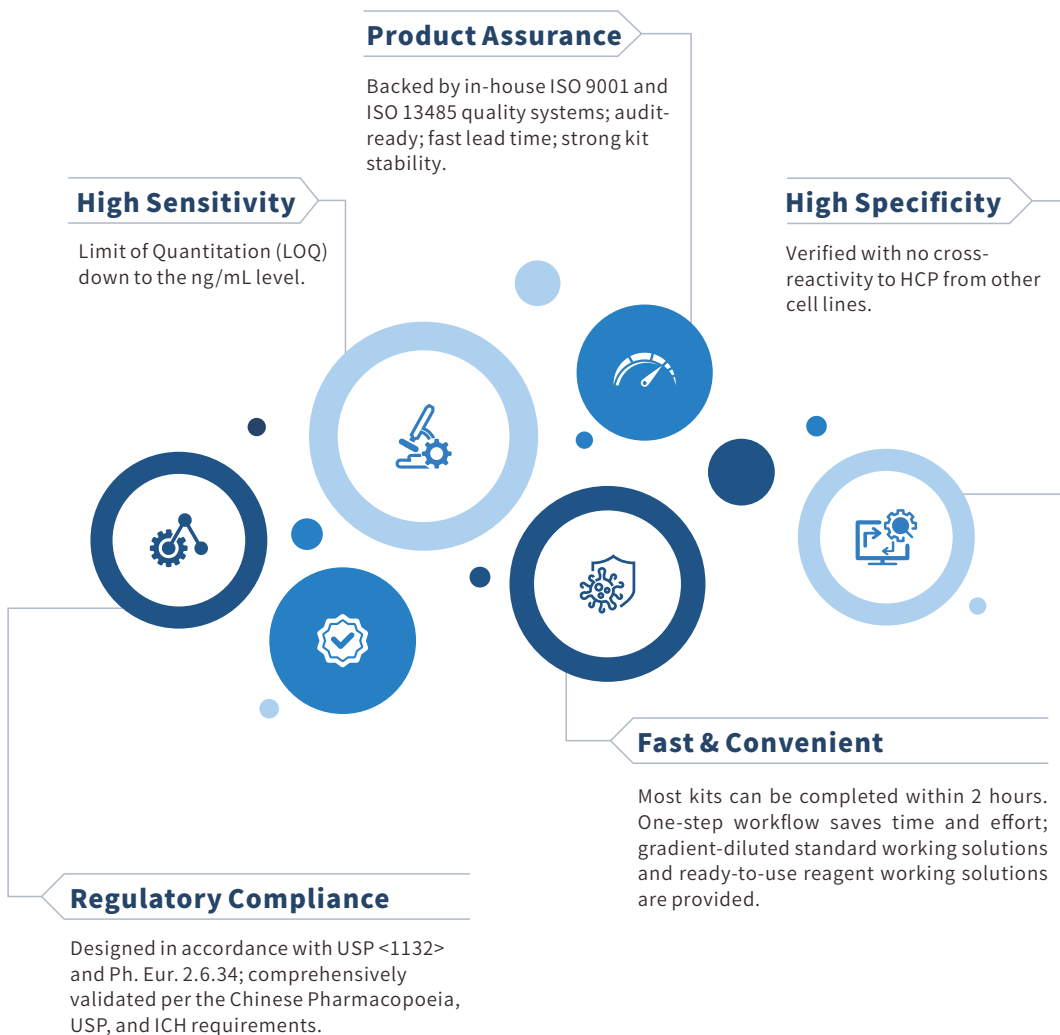 Product Assurance
Backed by in-house ISO 9001 and
ISO 13485 quality systems; audit-
ready; fast lead time; strong kit
stability.
High Sensitivity
Limit of Quantitation (LOQ)
down to the ng/mL level.
High Specificity
Verified with no cross-
reactivity to HCP from other
cell lines.
Fast & Convenient
Most kits can be completed within 2 hours.
One-step workflow saves time and effort;
gradient-diluted standard working solutions
and ready-to-use reagent working solutions
are provided.
Regulatory Compliance
Designed in accordance with USP <1132>
and Ph. Eur. 2.6.34; comprehensively
validated per the Chinese Pharmacopoeia,
USP, and ICH requirements.